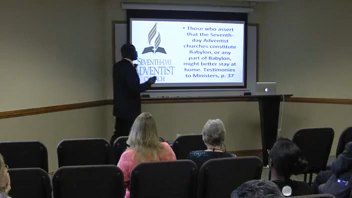 • Those who assert
that the Seventh-
day Adventist
churches constitute
Babylon, or any
part of Babylon,
might better stay at
home. Testimonies
to Ministers, p. 37
SEVENTH-DAY
ADVENTIST
CHURCH